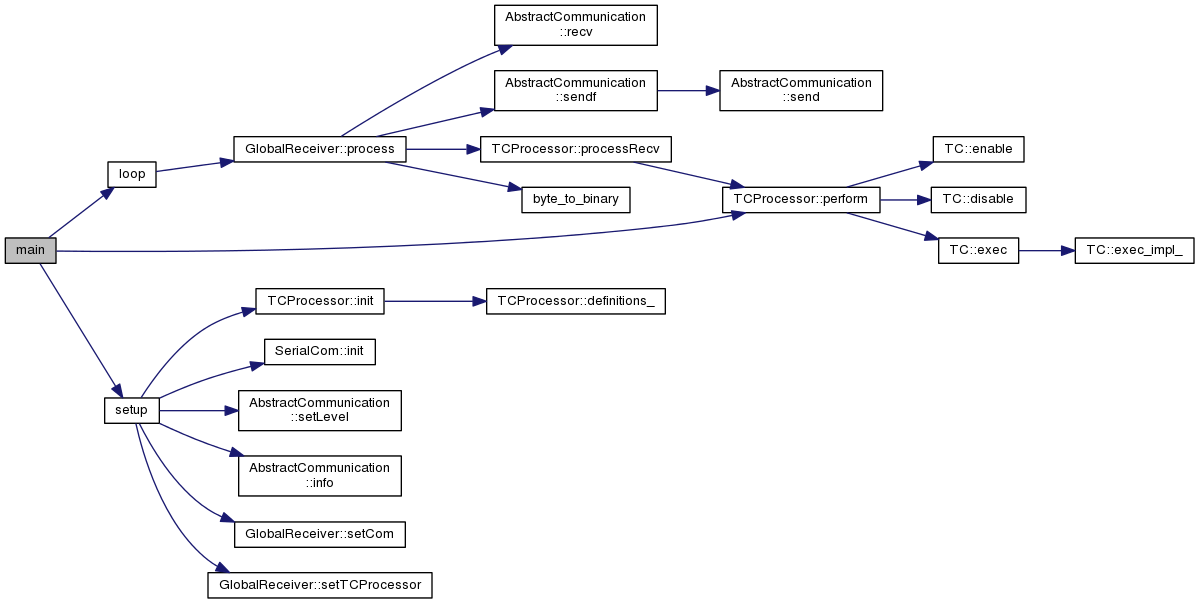 AbstractCommunication
::recv
AbstractCommunication
::sendf
AbstractCommunication
::send
GlobalReceiver::process
TCProcessor::processRecv
TC::enable
loop
byte_to_binary
TCProcessor::perform
TC::disable
main
TC::exec
TC::exec_impl_
TCProcessor::init
TCProcessor::definitions_
SerialCom::init
setup
AbstractCommunication
::setLevel
AbstractCommunication
::info
GlobalReceiver::setCom
GlobalReceiver::setTCProcessor